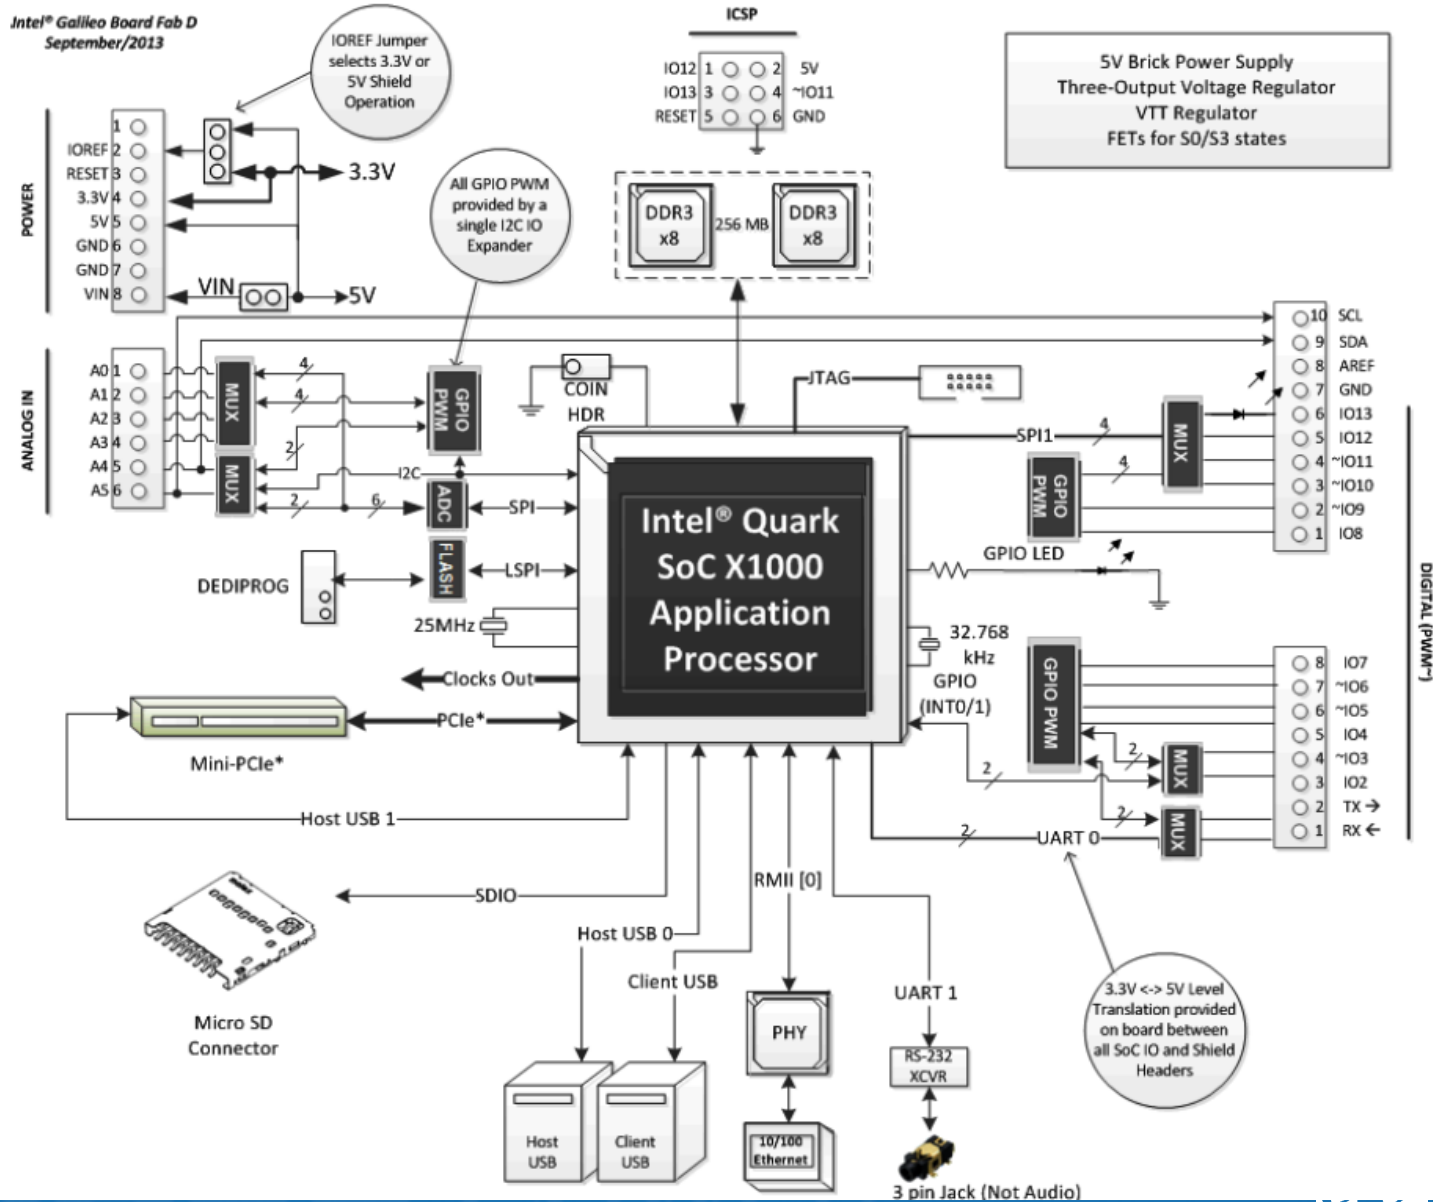 Intel® Galileo Board Fab D
September/2013
IOREF Jumper
selects 3.3V or
5V Shield
Operation
ICSP
IO12 1 2 5V
IO13 3 4 ~IO11
RESET 5 6 GND
5V Brick Power Supply
Three-Output Voltage Regulator
VTT Regulator
FETs for S0/S3 states
POWER
1
IOREF 2
RESET 3
3.3V 4
5V 5
GND 6
GND 7
VIN 8
3.3V
VIN
5V
All GPIO PWM
provided by a
single I2C IO
Expander
DDR3
x8
256 MB
DDR3
x8
ANALOG IN
A0 1
A1 2
A2 3
A3 4
A4 5
A5 6
MUX
MUX
4
4
2
2
6
I2C
GPIO
PWM
ADC
SPI
FLASH
LSPI
DEDIPROG
25MHz
COIN
HDR
JTAG
Intel® Quark
SoC X1000
Application
Processor
SPI1
4
4
MUX
GPIO
PWM
10 SCL
9 SDA
8 AREF
7 GND
6 IO13
5 IO12
4 ~IO11
3 ~IO10
2 ~IO9
1 IO8
GPIO LED
DIGITAL (PWM~)
32.768
kHz
GPIO
(INT0/1)
GPIO PWM
8 IO7
7 ~IO6
6 ~IO5
5 IO4
4 ~IO3
3 IO2
2 TX →
1 RX ←
2
MUX
2
2
MUX
2
UART 0
Clocks Out
PCIe*
Mini-PCIe*
Host USB 1
SDIO
Micro SD
Connector
Host USB 0
Client USB
RMII [0]
UART 1
PHY
RS-232
XCVR
3.3V <-> 5V Level
Translation provided
on board between
all SoC IO and Shield
Headers
Host
USB
Client
USB
10/100
Ethernet
3 pin Jack (Not Audio)